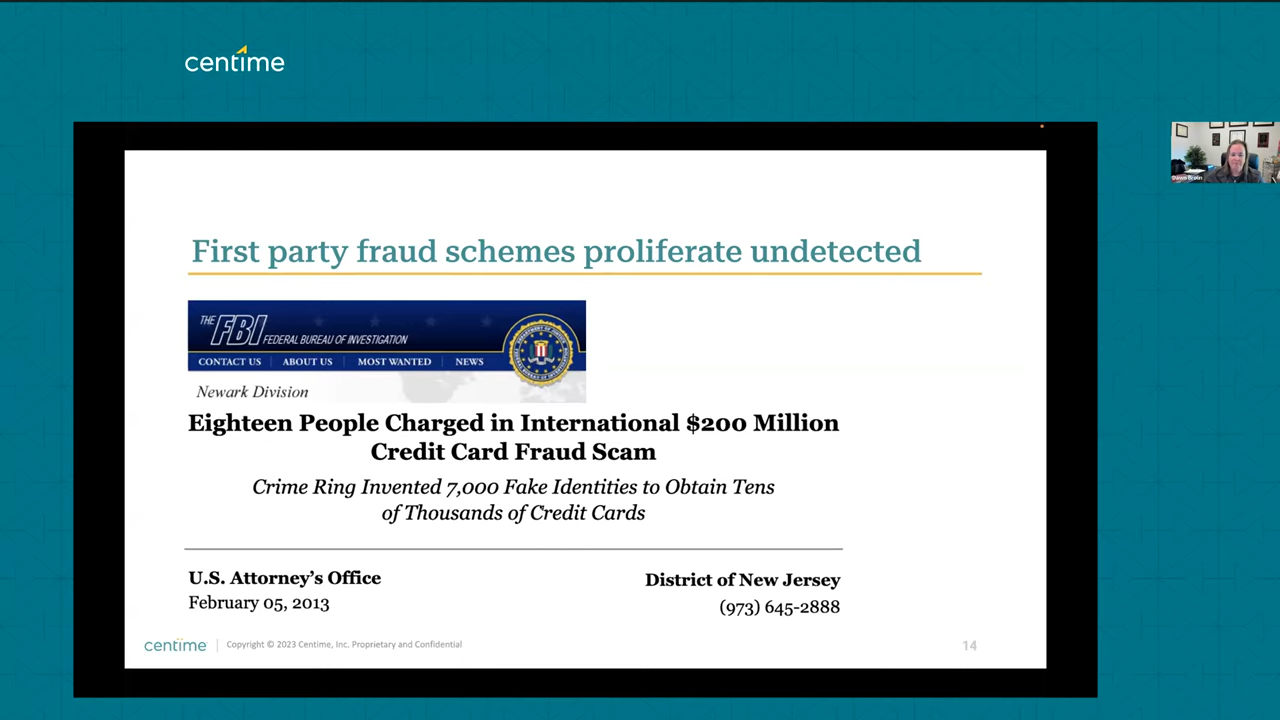 centime
First party fraud schemes proliferate undetected
THE FBI FEDERAL BUREAU OF INVESTIGATION
CONTACT US | ABOUT US | MOST WANTED | NEWS
Newark Division
Eighteen People Charged in International $200 Million
Credit Card Fraud Scam
Crime Ring Invented 7,000 Fake Identities to Obtain Tens
of Thousands of Credit Cards
U.S. Attorney's Office
February 05, 2013
District of New Jersey
(973) 645-2888
centime | Copyright © 2023 Centime, Inc. Proprietary and Confidential
14
Dawn Brolin